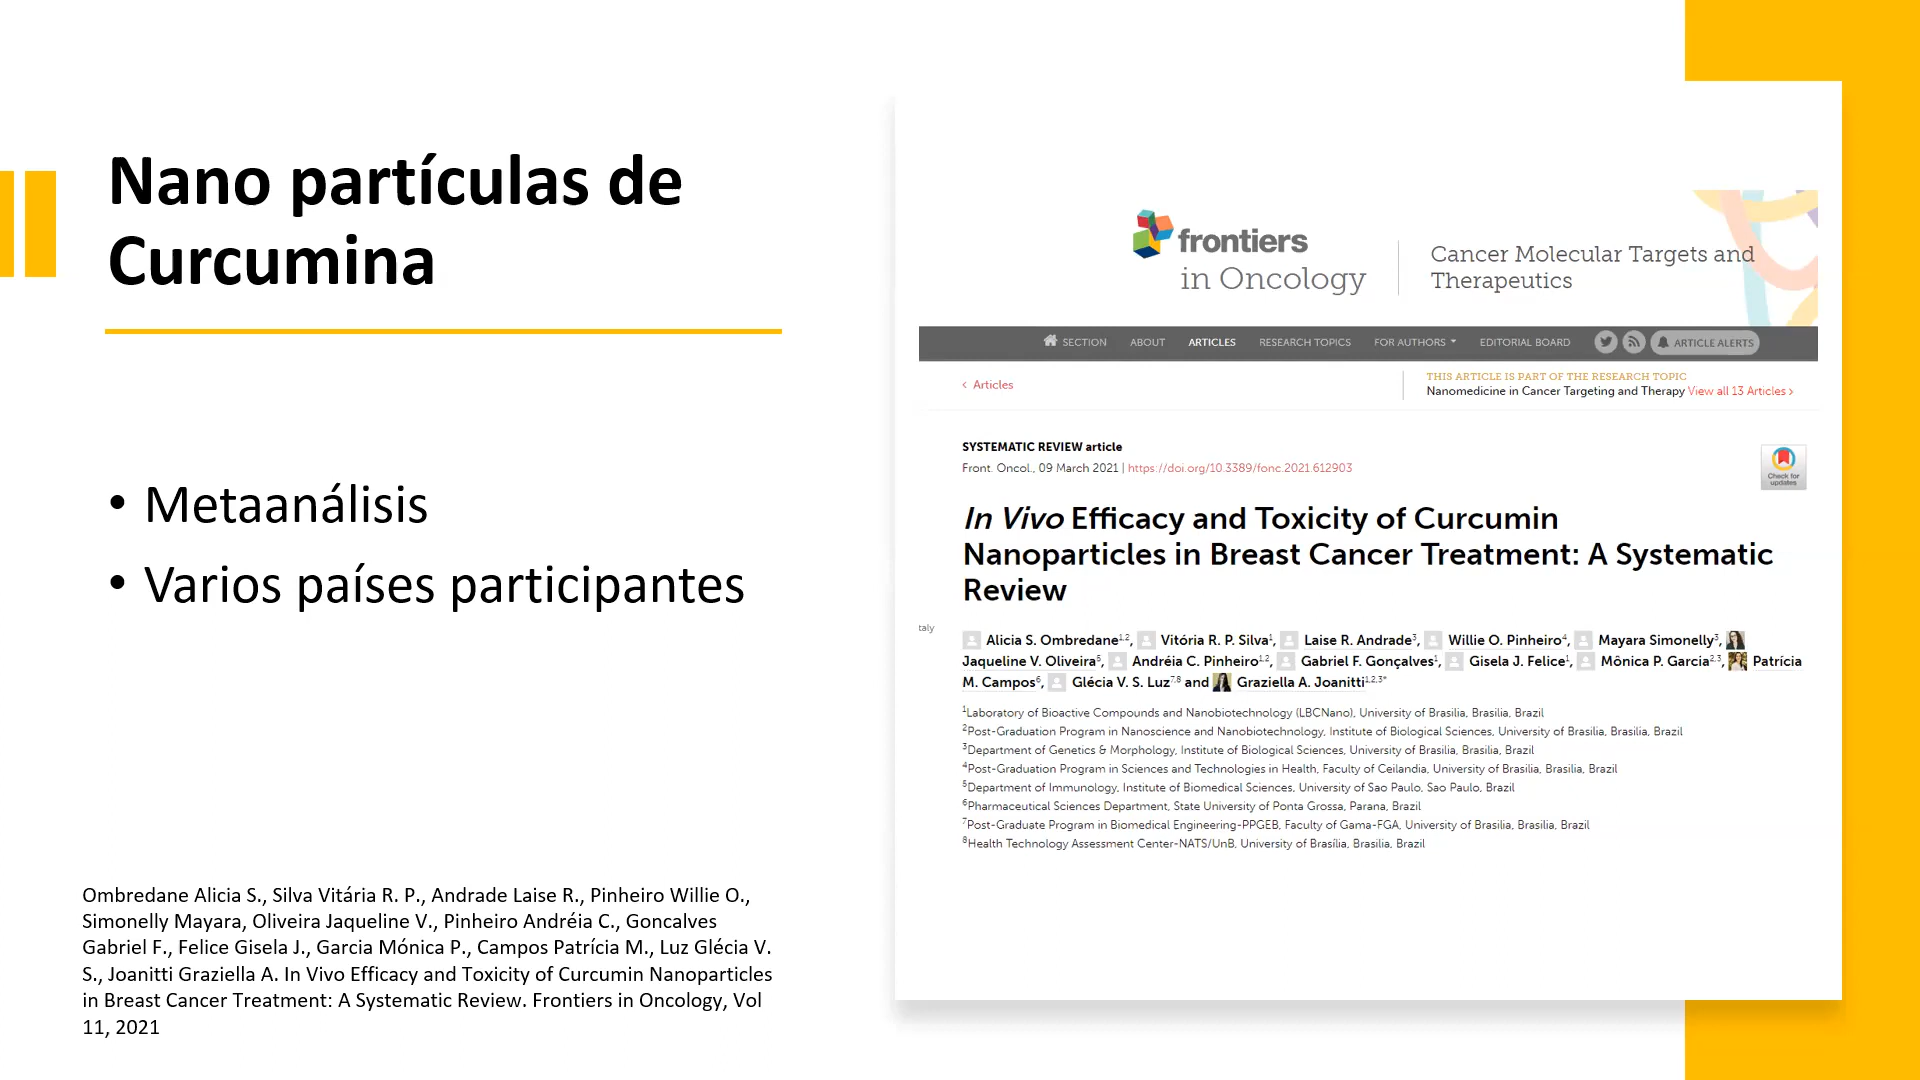 Nano partículas de
Curcumina
• Metaanálisis
• Varios países participantes
Ombredane Alicia S., Silva Vitária R. P., Andrade Laise R., Pinheiro Willie O.,
Simonelly Mayara, Oliveira Jaqueline V., Pinheiro Andréia C., Goncalves
Gabriel F., Felice Gisela J., Garcia Mónica P., Campos Patrícia M., Luz Glécia V.
S., Joanitti Graziella A. In Vivo Efficacy and Toxicity of Curcumin Nanoparticles
in Breast Cancer Treatment: A Systematic Review. Frontiers in Oncology, Vol
11, 2021
frontiers
in Oncology
Cancer Molecular Targets and
Therapeutics
SECTION ABOUT ARTICLES RESEARCH TOPICS FOR AUTHORS EDITORIAL BOARD ARTICLE ALERTS
‹ Articles
THIS ARTICLE IS PART OF THE RESEARCH TOPIC
Nanomedicine in Cancer Targeting and Therapy View all 13 Articles ›
SYSTEMATIC REVIEW article
Front. Oncol., 09 March 2021 | https://doi.org/10.3389/fonc.2021.612903
Check for
updates
In Vivo Efficacy and Toxicity of Curcumin
Nanoparticles in Breast Cancer Treatment: A Systematic
Review
taly
Alicia S. Ombredane1,2, Vitória R. P. Silva1, Laise R. Andrade3, Willie O. Pinheiro4, Mayara Simonelly3,
Jaqueline V. Oliveira5, Andréia C. Pinheiro1,2, Gabriel F. Gonçalves1, Gisela J. Felice1, Mônica P. Garcia2,3, Patrícia
M. Campos6, Glécia V. S. Luz7,8 and Graziella A. Joanitti1,2,3*
1Laboratory of Bioactive Compounds and Nanobiotechnology (LBCNano), University of Brasilia, Brasilia, Brazil
2Post-Graduation Program in Nanoscience and Nanobiotechnology, Institute of Biological Sciences, University of Brasilia, Brasilia, Brazil
3Department of Genetics & Morphology, Institute of Biological Sciences, University of Brasilia, Brasilia, Brazil
4Post-Graduation Program in Sciences and Technologies in Health, Faculty of Ceilandia, University of Brasilia, Brasilia, Brazil
5Department of Immunology, Institute of Biomedical Sciences, University of Sao Paulo, Sao Paulo, Brazil
6Pharmaceutical Sciences Department, State University of Ponta Grossa, Parana, Brazil
7Post-Graduate Program in Biomedical Engineering-PPGEB, Faculty of Gama-FGA, University of Brasilia, Brasilia, Brazil
8Health Technology Assessment Center-NATS/UnB, University of Brasília, Brasilia, Brazil